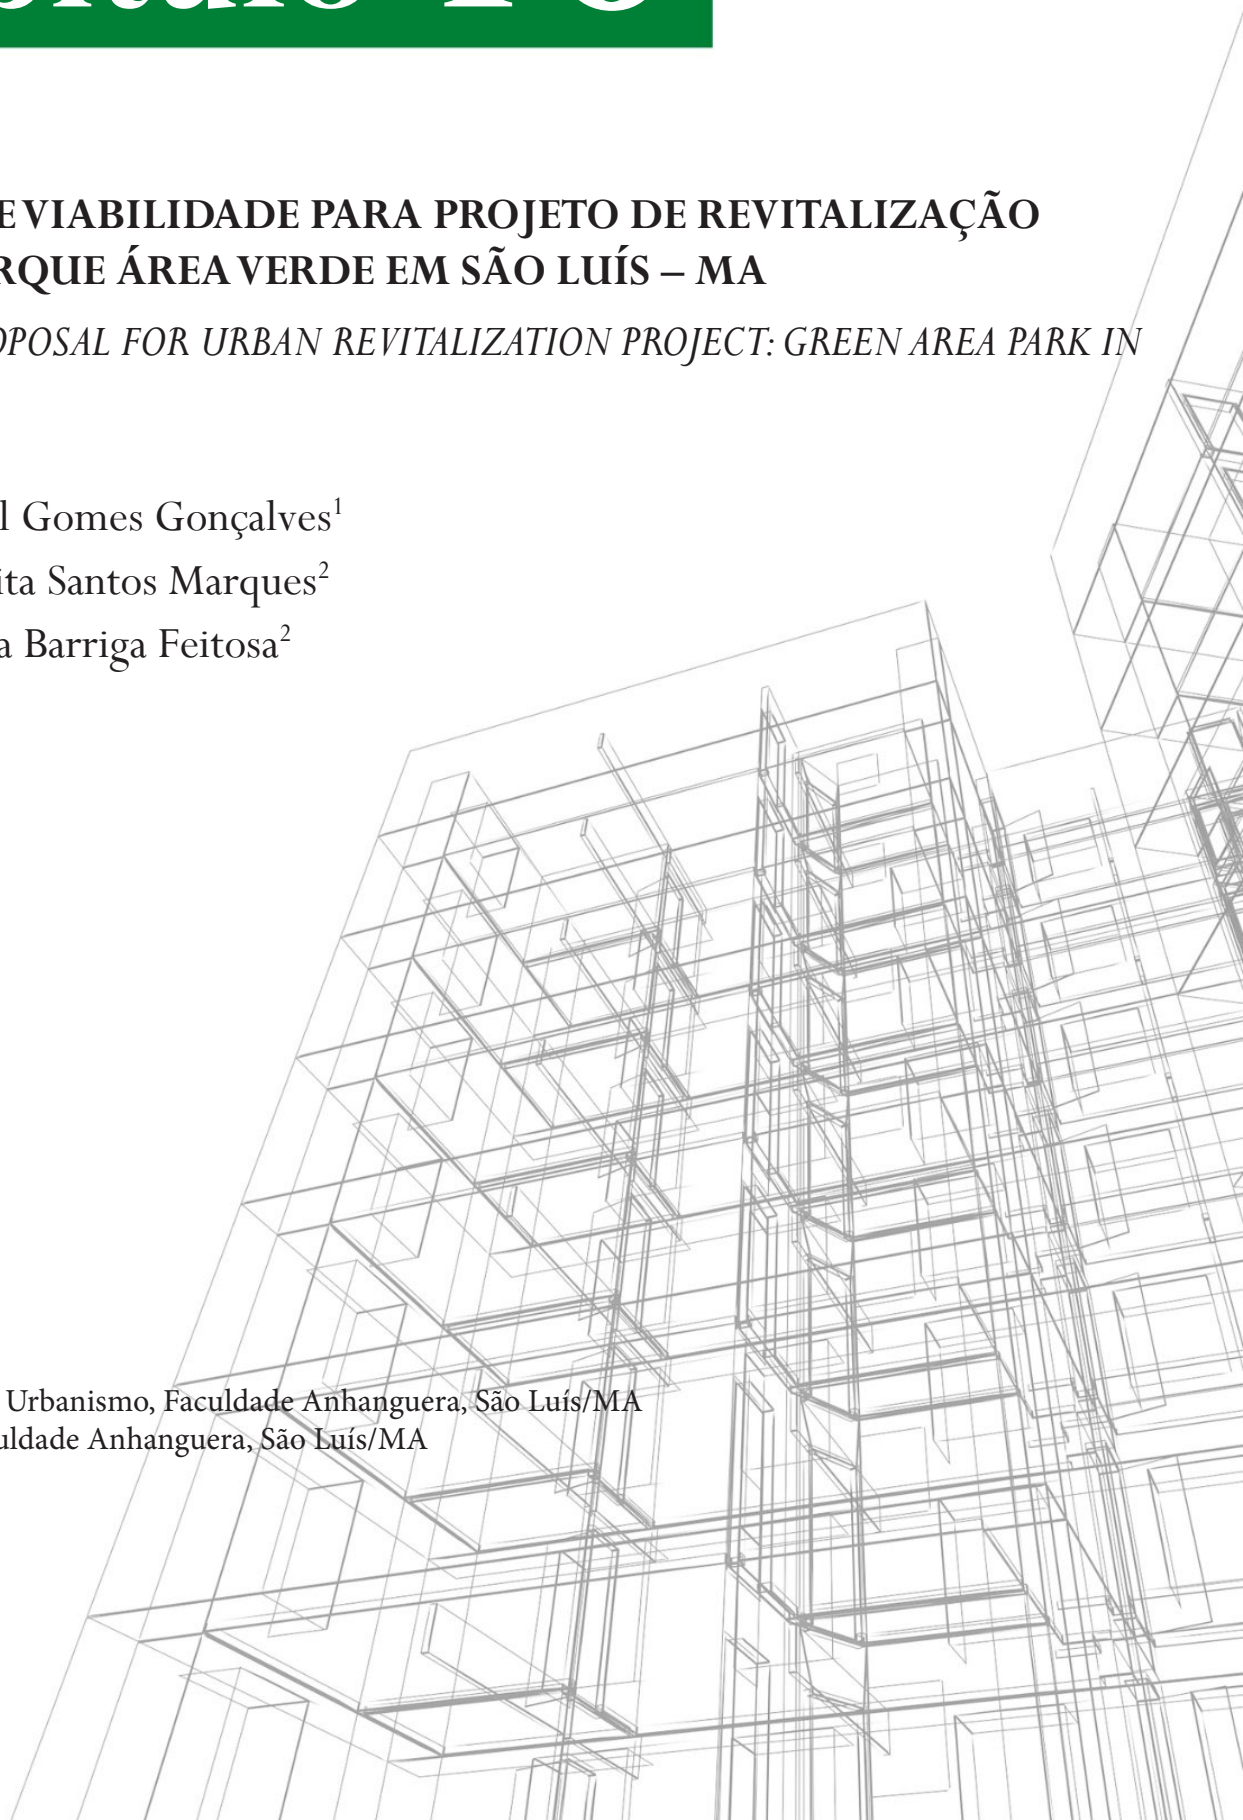 E VIABILIDADE PARA PROJETO DE REVITALIZAÇÃO
RQUE ÁREA VERDE EM SÃO LUÍS – MA
OPOSAL FOR URBAN REVITALIZATION PROJECT: GREEN AREA PARK IN
l Gomes Gonçalves¹
ita Santos Marques²
a Barriga Feitosa²
Urbanismo, Faculdade Anhanguera, São Luís/MA
uldade Anhanguera, São Luís/MA